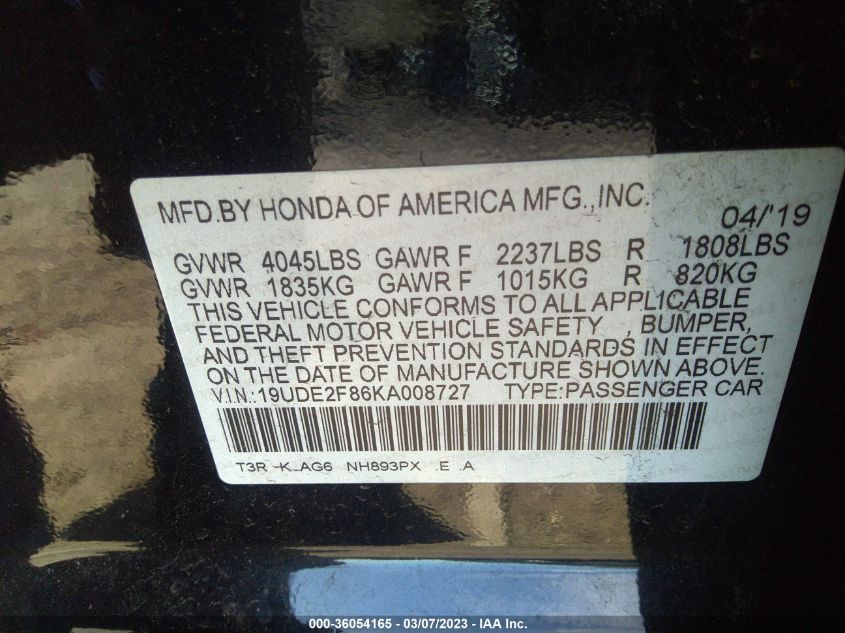 MFD.BY HONDA OF AMERICA MFG.,INC. 04/'19
GVWR 4045LBS GAWR F 2237LBS R 1808LBS
GVWR 1835KG GAWR F 1015KG R 820KG
THIS VEHICLE CONFORMS TO ALL APPLICABLE
FEDERAL MOTOR VEHICLE SAFETY , BUMPER,
AND THEFT PREVENTION STANDARDS IN EFFECT
ON THE DATE OF MANUFACTURE SHOWN ABOVE.
V.I.N.:19UDE2F86KA008727 TYPE:PASSENGER CAR
T3R -K_AG6 NH893PX .E .A
000-36054165 - 03/07/2023 - © IAA Inc.